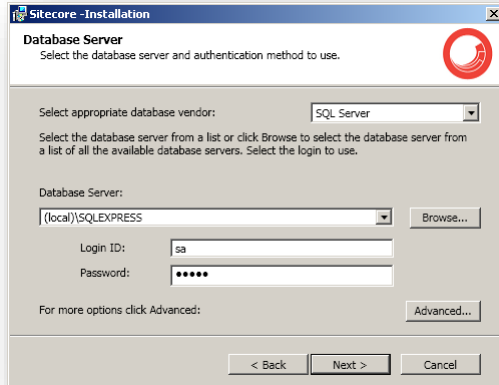 Sitecore -Installation
Database Server
Select the database server and authentication method to use.
Select appropriate database vendor:
SQL Server
Select the database server from a list or click Browse to select the database server from
a list of all the available database servers. Select the login to use.
Database Server:
(local)\SQLEXPRESS
Browse...
Login ID:
sa
Password:
•••••
For more options click Advanced:
Advanced...
< Back
Next >
Cancel